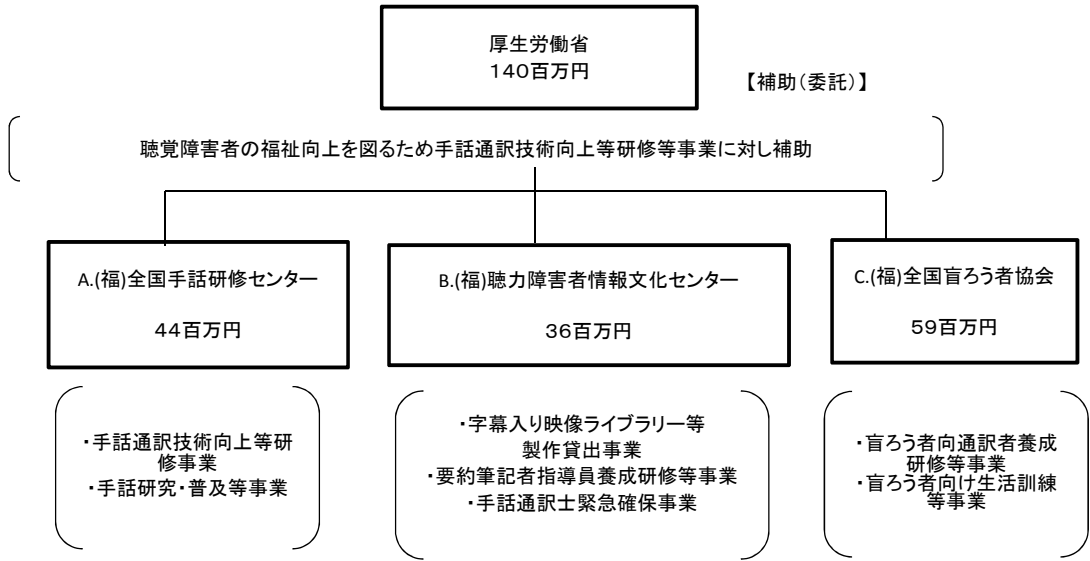 厚生労働省
140百万円
【補助(委託)】
聴覚障害者の福祉向上を図るため手話通訳技術向上等研修等事業に対し補助
A.(福)全国手話研修センター
44百万円
B.(福)聴力障害者情報文化センター
36百万円
C.(福)全国盲ろう者協会
59百万円
・手話通訳技術向上等研
修事業
・手話研究・普及等事業
・字幕入り映像ライブラリー等
製作貸出事業
・要約筆記者指導員養成研修等事業
・手話通訳士緊急確保事業
・盲ろう者向通訳者養成
研修等事業
・盲ろう者向け生活訓練
等事業